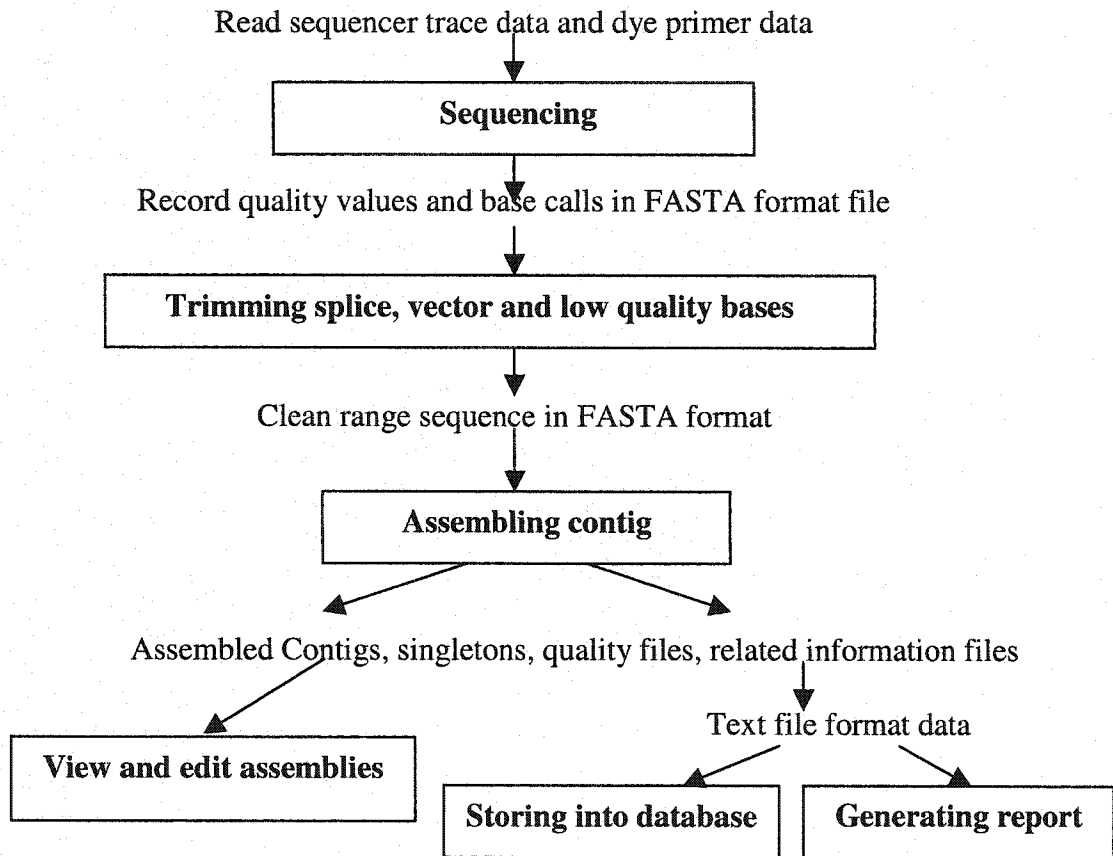 Read sequencer trace data and dye primer data
Sequencing
Record quality values and base calls in FASTA format file
Trimming splice, vector and low quality bases
Clean range sequence in FASTA format
Assembling contig
Assembled Contigs, singletons, quality files, related information files
Text file format data
View and edit assemblies
Storing into database
Generating report